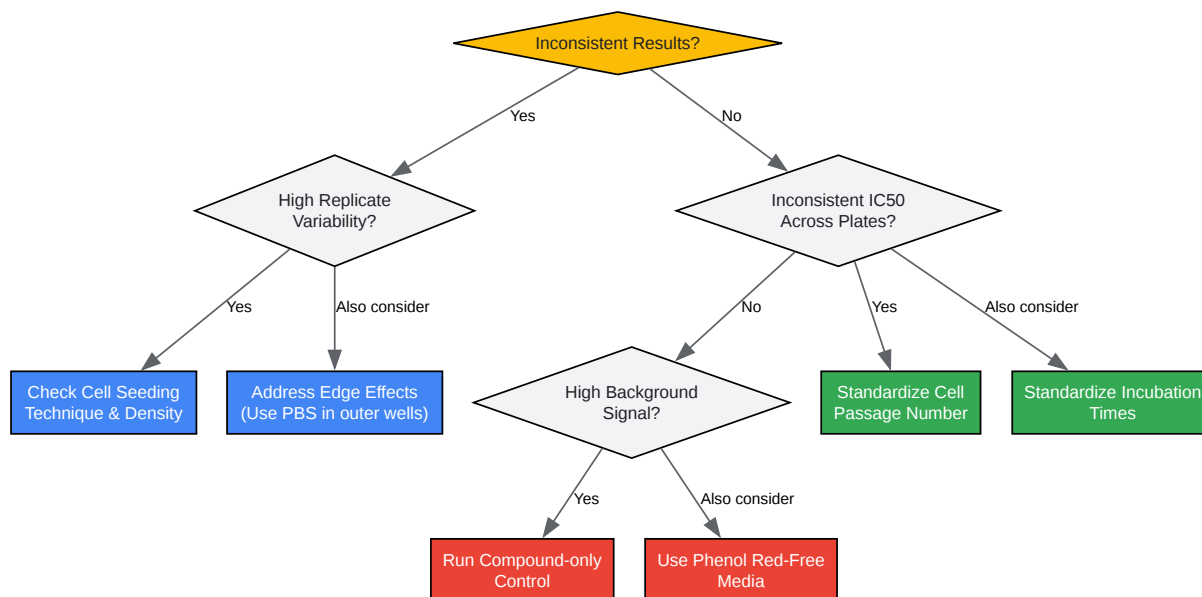 Inconsistent Results?
Yes
No
High Replicate
Variability?
Inconsistent IC50
Across Plates?
Yes
Also consider
No
Yes
Also consider
Check Cell Seeding
Technique & Density
Address Edge Effects
(Use PBS in outer wells)
High Background
Signal?
Standardize Cell
Passage Number
Standardize Incubation
Times
Yes
Also consider
Run Compound-only
Control
Use Phenol Red-Free
Media